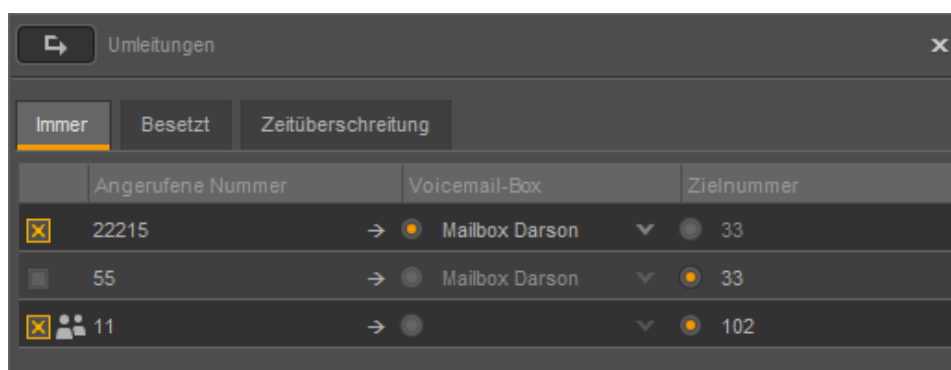 Umleitungen
Immer Besetzt Zeitüberschreitung
Angerufene Nummer Voicemail-Box Zielnummer
22215 Mailbox Darson 33
55 Mailbox Darson 33
11 102